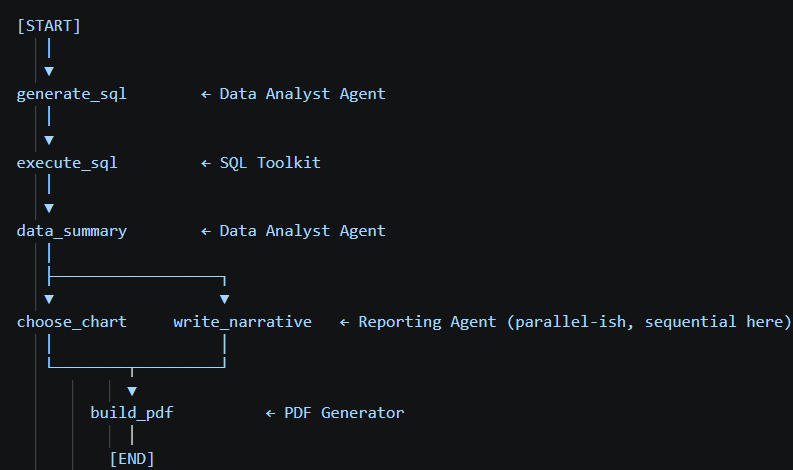 [START]
generate_sql ← Data Analyst Agent
execute_sql ← SQL Toolkit
data_summary ← Data Analyst Agent
choose_chart write_narrative ← Reporting Agent (parallel-ish, sequential here)
build_pdf ← PDF Generator
[END]